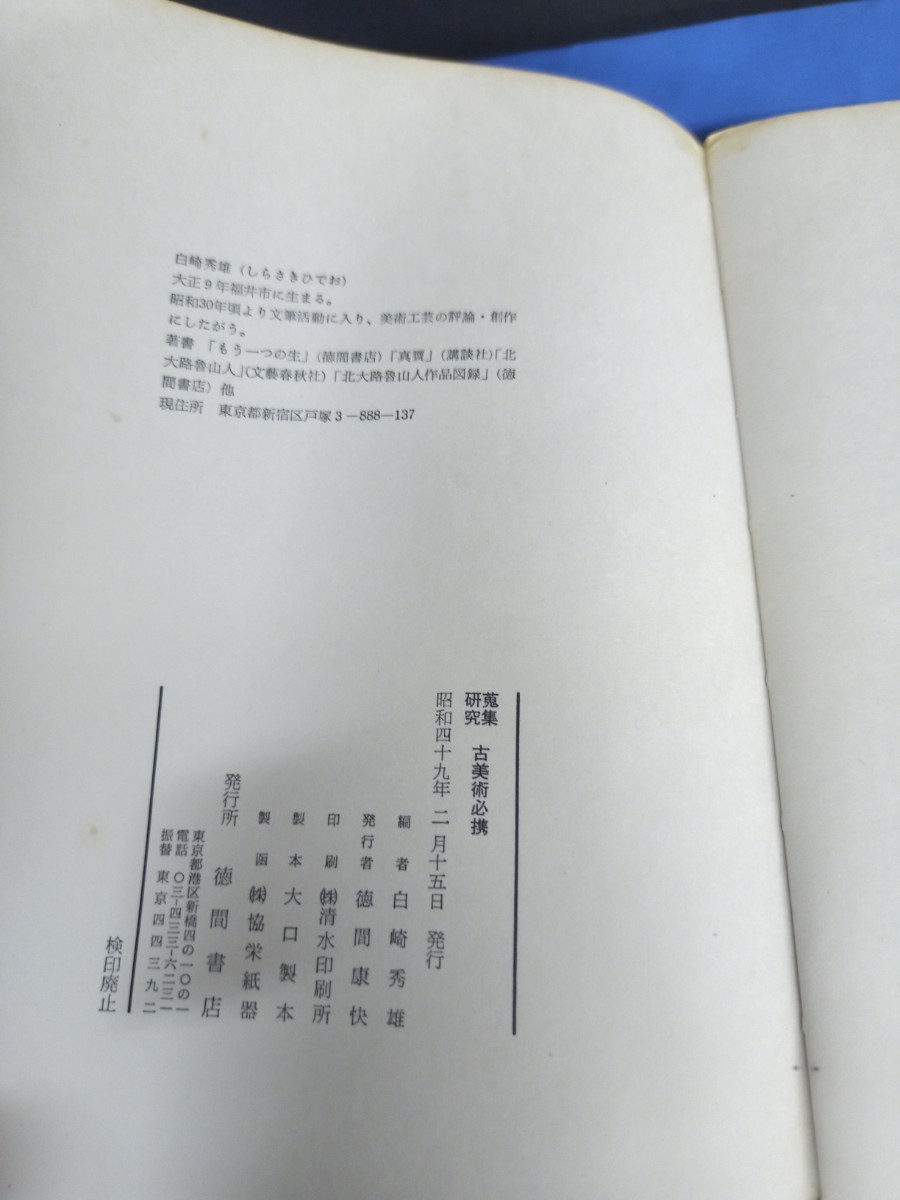 白崎秀雄（しらさきひでお）
大正9年福井市に生まる。
昭和30年頃より文筆活動に入り、美術工芸の評論・創作
にしたがう。
著書　「もう一つの生」（徳間書店）「真贋」（講談社）「北
大路魯山人」（文藝春秋社）「北大路魯山人作品図録」（徳
間書店）他
現住所　東京都新宿区戸塚3―888―137
蒐集
研究　古美術必携
昭和四十九年　二月十五日　発行
編者　白崎秀雄
発行者　徳間康快
印刷　㈱清水印刷所
製本　大口製本
製函　㈱協栄紙器
発行所　徳間書店
東京都港区新橋四の一〇の一
電話　〇三―四三三―六二三一
振替　東京四四三九二
検印廃止